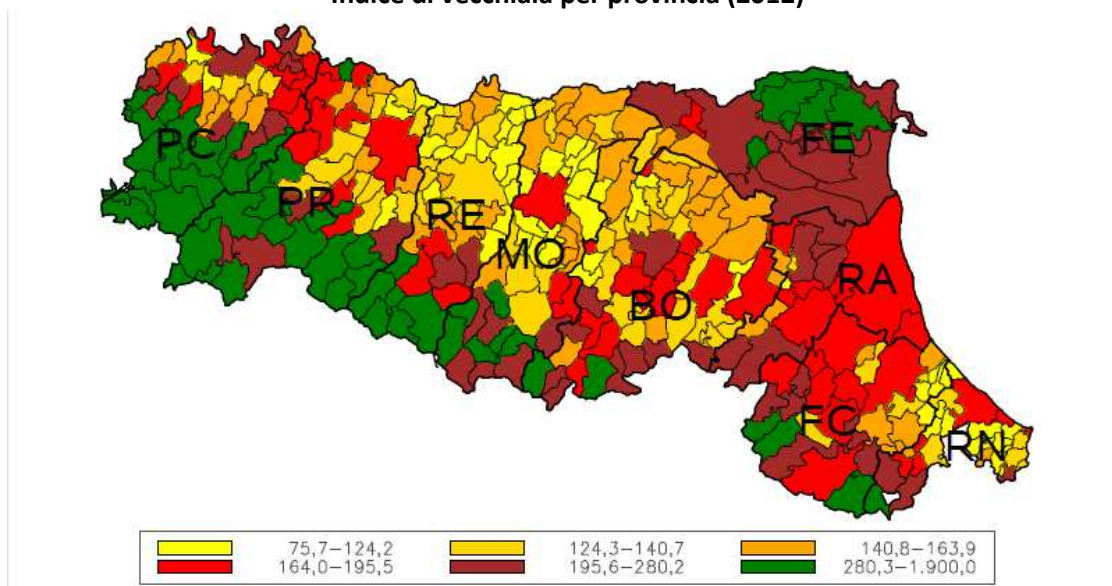 Indice di vecchiaia per provincia (2012)
FE
PC
PR
RE
MO
RA
BO
FC
RN
75,7–124,2 124,3–140,7 140,8–163,9
164,0–195,5 195,6–280,2 280,3–1.900,0